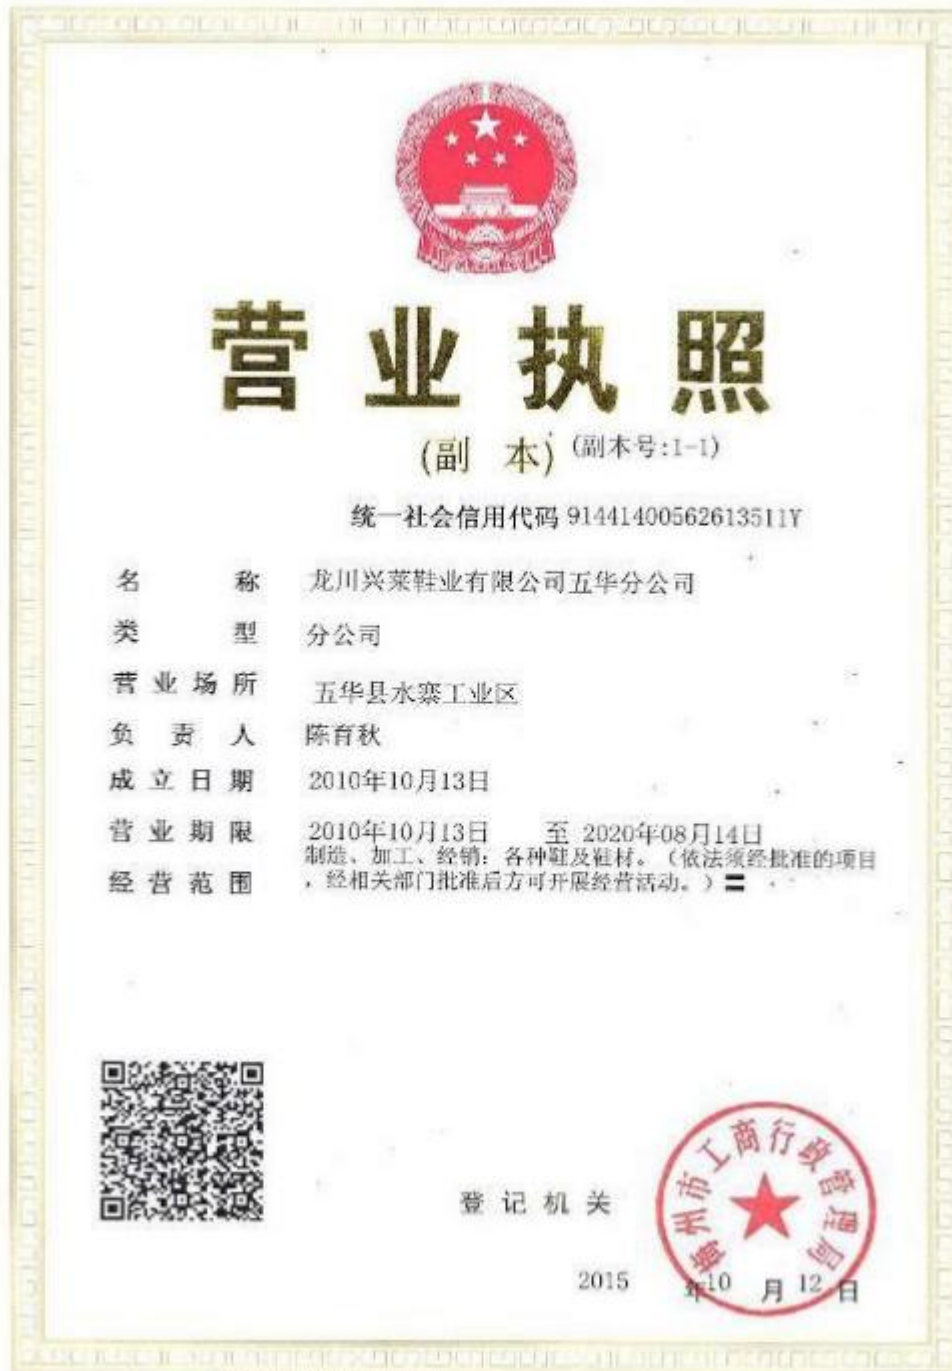 营业执照
(副 本) (副本号:1-1)
统一社会信用代码 91441400562613511Y
名 称 龙川兴莱鞋业有限公司五华分公司
类 型 分公司
营业场所 五华县水寨工业区
负 责 人 陈育秋
成立日期 2010年10月13日
营业期限 2010年10月13日 至 2020年08月14日
经营范围 制造、加工、经销：各种鞋及鞋材。（依法须经批准的项目
，经相关部门批准后方可开展经营活动。）〓
梅州市工商行政管理局
登记机关
2015 年10 月 12 日